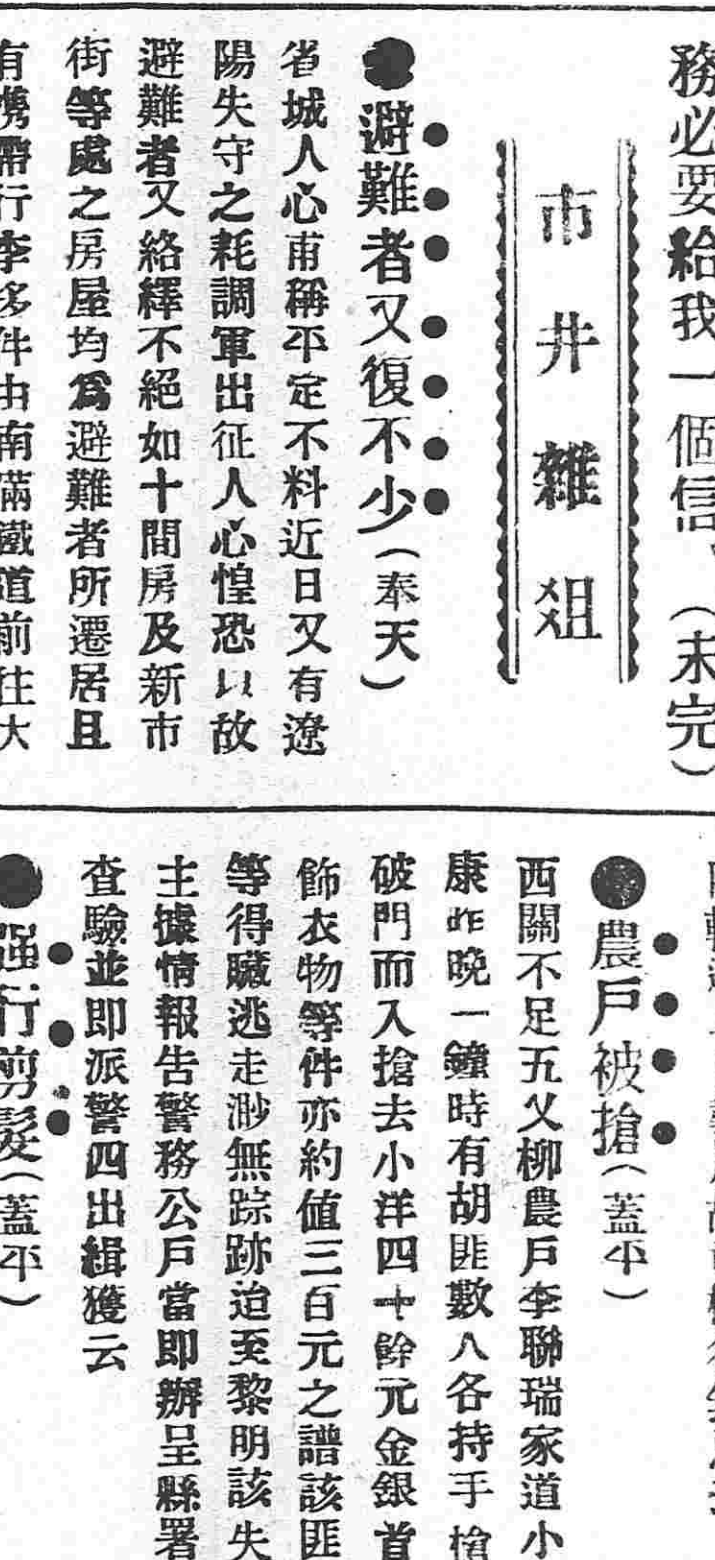 務必要給我一個信、（未完）
市井雜俎
●避難者又復不少（奉天）
省城人心甫稱平定不料近日又有遼
陽失守之耗調軍出征人心惶恐以故
避難者又絡繹不絕如十間房及新市
街等處之房屋均爲避難者所遷居且
有攜帶行李多件由南滿鐵道前往大
●農戶被搶（蓋平）
西關不足五又柳農戶李聯瑞家道小
康昨晚一鐘時有胡匪數人各持手槍
破門而入搶去小洋四十餘元金銀首
飾衣物等件亦約値三百元之譜該匪
等得贓逃走渺無踪跡迨至黎明該失
主據情報告警務公戶當即辦呈縣署
查驗並即派警四出緝獲云
●强行剪髮（蓋平）